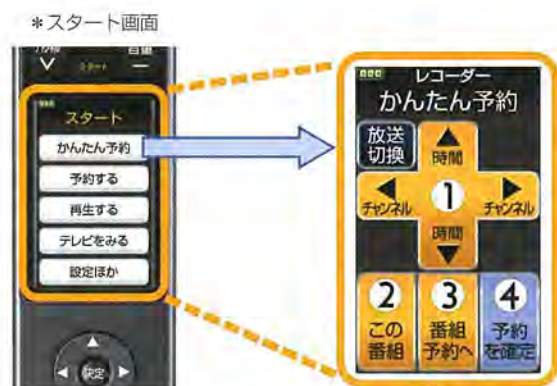 *スタート画面
スタート
スタート
かんたん予約
予約する
再生する
テレビをみる
設定ほか
決定
レコーダー
かんたん予約
放送
切換
時間
チャンネル
1
チャンネル
時間
2
この
番組
3
番組
予約へ
4
予約
を確定